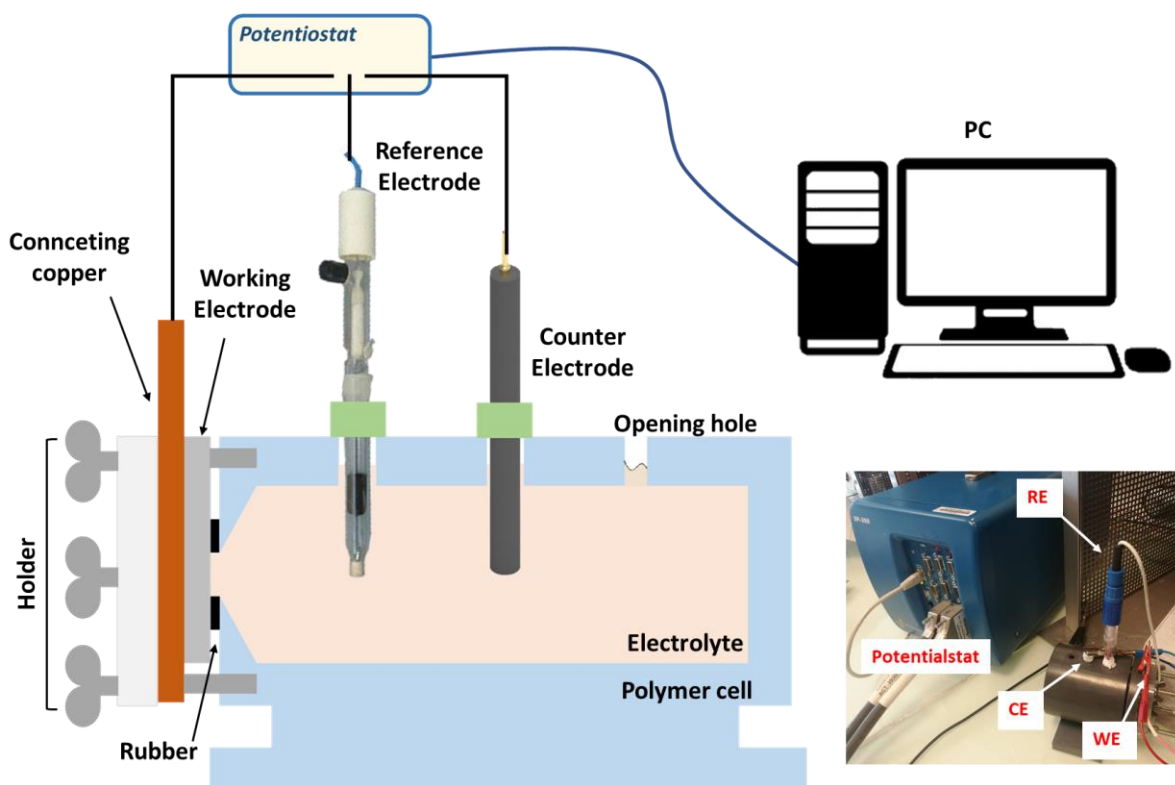 Potentiostat
Reference
Electrode
PC
Connceting
copper
Working
Electrode
Counter
Electrode
Opening hole
Holder
Electrolyte
Polymer cell
Rubber
RE
Potentialstat
CE
WE